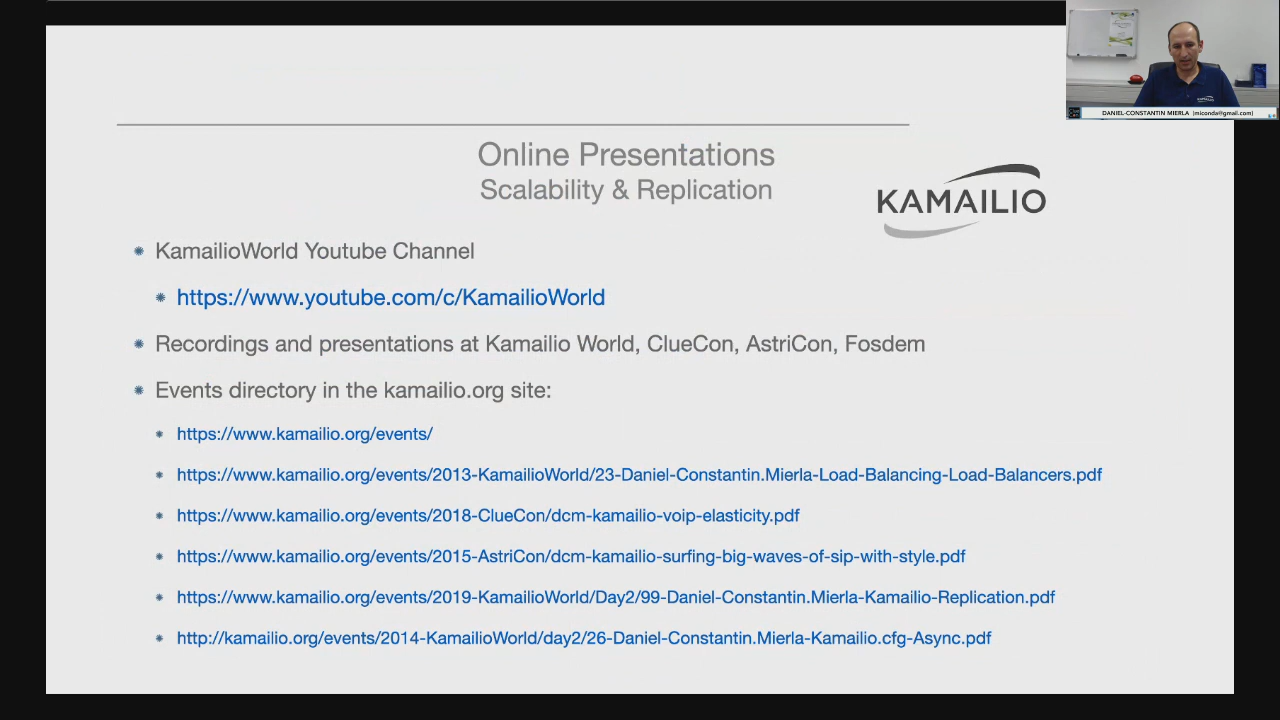 Online Presentations
Scalability & Replication
KAMAILIO
KamailioWorld Youtube Channel
https://www.youtube.com/c/KamailioWorld
Recordings and presentations at Kamailio World, ClueCon, AstriCon, Fosdem
Events directory in the kamailio.org site:
https://www.kamailio.org/events/
https://www.kamailio.org/events/2013-KamailioWorld/23-Daniel-Constantin.Mierla-Load-Balancing-Load-Balancers.pdf
https://www.kamailio.org/events/2018-ClueCon/dcm-kamailio-voip-elasticity.pdf
https://www.kamailio.org/events/2015-AstriCon/dcm-kamailio-surfing-big-waves-of-sip-with-style.pdf
https://www.kamailio.org/events/2019-KamailioWorld/Day2/99-Daniel-Constantin.Mierla-Kamailio-Replication.pdf
http://kamailio.org/events/2014-KamailioWorld/day2/26-Daniel-Constantin.Mierla-Kamailio.cfg-Async.pdf
DANIEL-CONSTANTIN MIERLA (miconda@gmail.com)